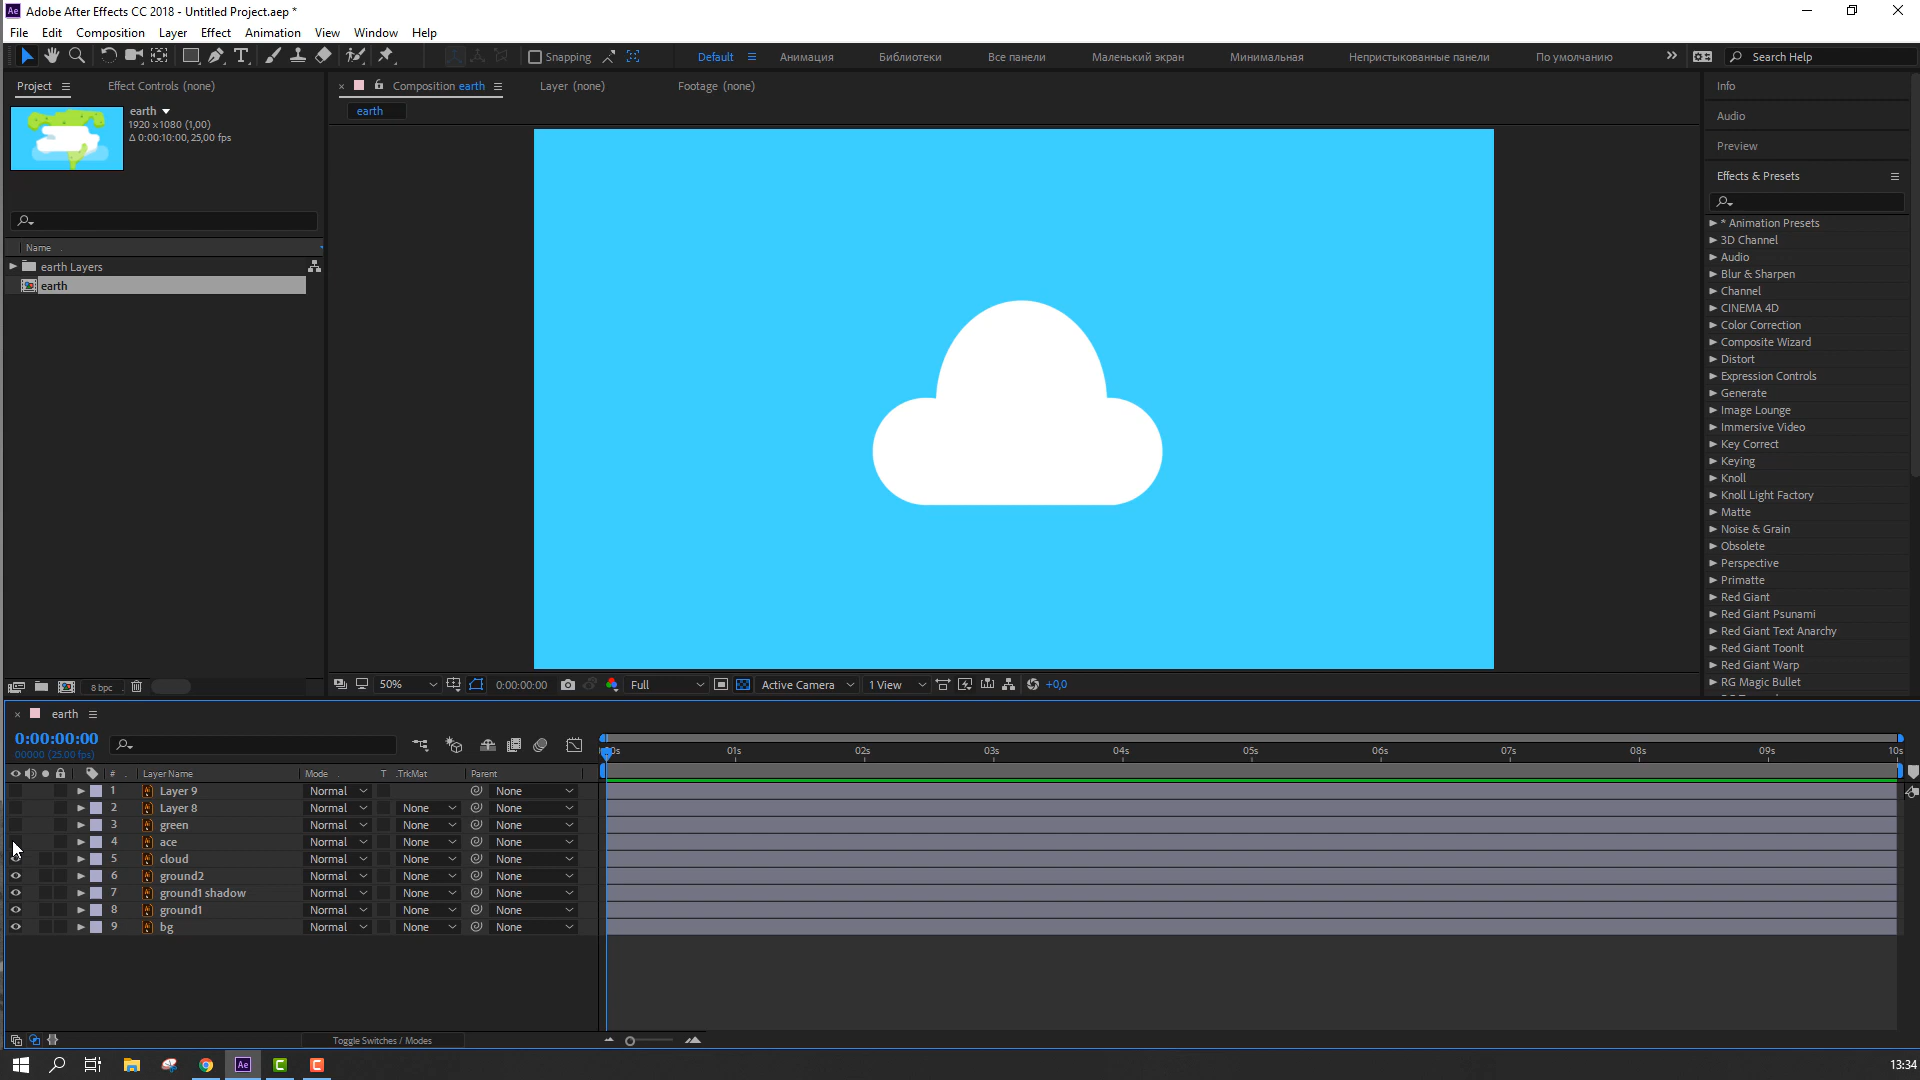 Ae Adobe After Effects CC 2018 - Untitled Project.aep *
File Edit Composition Layer Effect Animation View Window Help
T Snapping Default Анимация Библиотеки Все панели Маленький экран Минимальная Непристыкованные панели По умолчанию Search Help
Project Effect Controls (none)
earth
1920 x1080 (1,00)
Δ 0:00:10:00, 25,00 fps
Name
earth Layers
earth
8 bpc
Composition earth Layer (none) Footage (none)
earth
50% 0:00:00:00 Full Active Camera 1 View +0,0
Info
Audio
Preview
Effects & Presets
* Animation Presets
3D Channel
Audio
Blur & Sharpen
Channel
CINEMA 4D
Color Correction
Composite Wizard
Distort
Expression Controls
Generate
Image Lounge
Immersive Video
Key Correct
Keying
Knoll
Knoll Light Factory
Matte
Noise & Grain
Obsolete
Perspective
Primatte
Red Giant
Red Giant Psunami
Red Giant Text Anarchy
Red Giant ToonIt
Red Giant Warp
RG Magic Bullet
earth
0:00:00:00
00000 (25.00 fps)
01s 02s 03s 04s 05s 06s 07s 08s 09s 10s
# Layer Name Mode T .TrkMat Parent
1 Layer 9 Normal None
2 Layer 8 Normal None None
3 green Normal None None
4 ace Normal None None
5 cloud Normal None None
6 ground2 Normal None None
7 ground1 shadow Normal None None
8 ground1 Normal None None
9 bg Normal None None
Toggle Switches / Modes
Ae C C 13:34